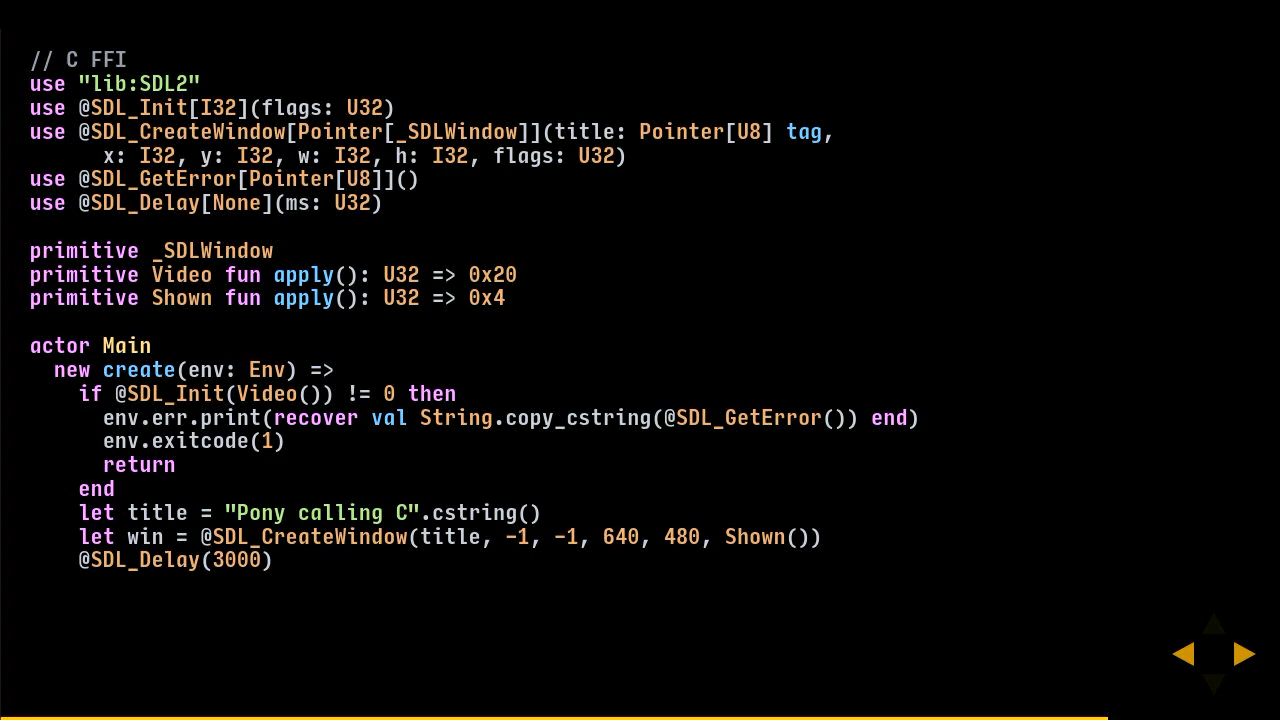 // C FFI
use "lib:SDL2"
use @SDL_Init[I32](flags: U32)
use @SDL_CreateWindow[Pointer[_SDLWindow]](title: Pointer[U8] tag,
      x: I32, y: I32, w: I32, h: I32, flags: U32)
use @SDL_GetError[Pointer[U8]]()
use @SDL_Delay[None](ms: U32)

primitive _SDLWindow
primitive Video fun apply(): U32 => 0x20
primitive Shown fun apply(): U32 => 0x4

actor Main
  new create(env: Env) =>
    if @SDL_Init(Video()) != 0 then
      env.err.print(recover val String.copy_cstring(@SDL_GetError()) end)
      env.exitcode(1)
      return
    end
    let title = "Pony calling C".cstring()
    let win = @SDL_CreateWindow(title, -1, -1, 640, 480, Shown())
    @SDL_Delay(3000)